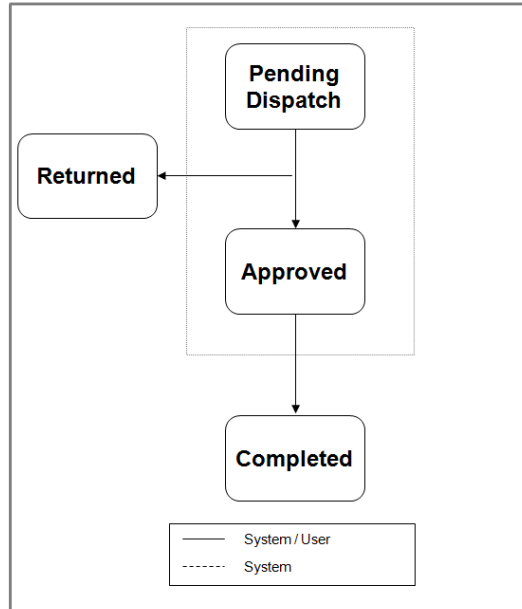 Pending
Dispatch
Returned
Approved
Completed
System / User
System